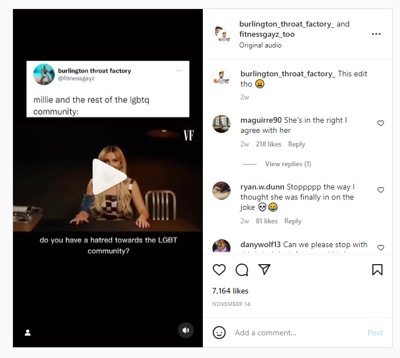 burlington throat factory
@fitnessgayz
millie and the rest of the lgbtq
community:
VF
do you have a hatred towards the LGBT
community?
burlington_throat_factory_ and
fitnessgayz_too
Original audio
burlington_throat_factory_ This edit
tho 😩
2w
maguirre90 She's in the right I
agree with her
2w 218 likes Reply
View replies (1)
ryan.w.dunn Stoppppp the way I
thought she was finally in on the
joke 💀😂
2w 81 likes Reply
danywolf13 Can we please stop with
7,164 likes
NOVEMBER 14
Add a comment...
Post